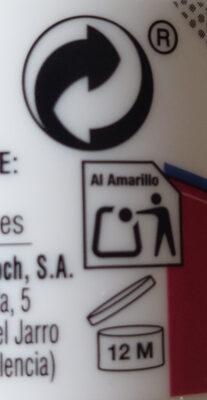 ®
E:
Al Amarillo
es
och, S.A.
a, 5
el Jarro
lencia)
12 M